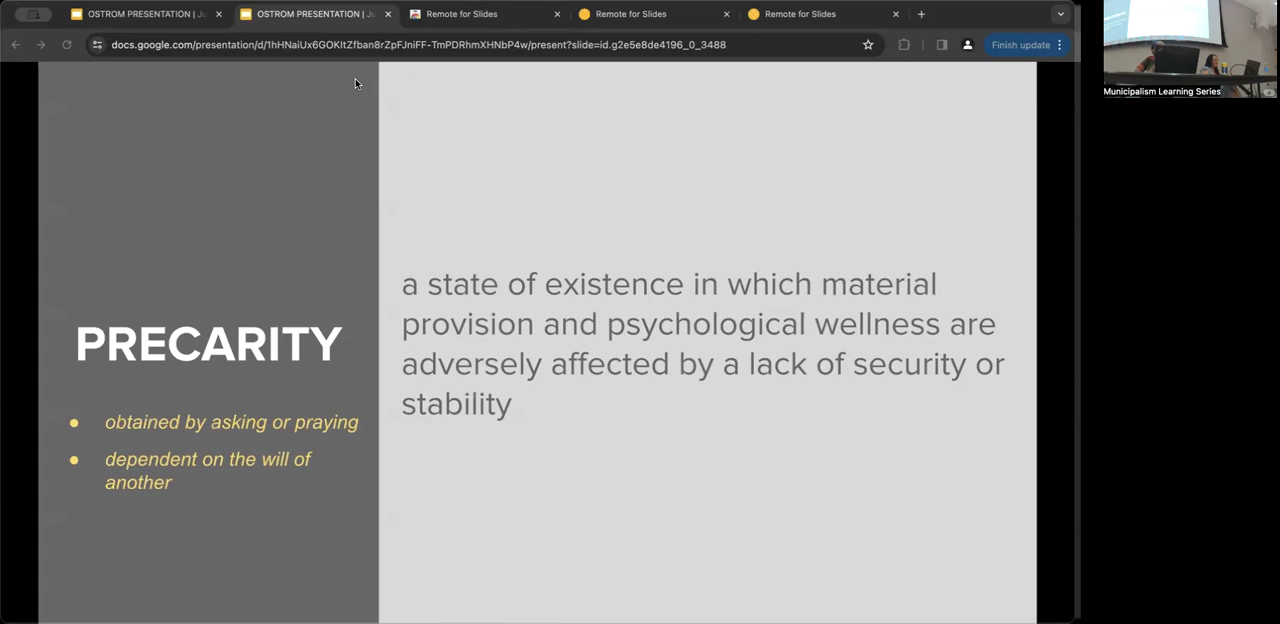 OSTROM PRESENTATION | Ju
OSTROM PRESENTATION | Ju
Remote for Slides
Remote for Slides
Remote for Slides
docs.google.com/presentation/d/1hHNaiUx6GOKItZfban8rZpFJniFF-TmPDRhmXHNbP4w/present?slide=id.g2e5e8de4196_0_3488
Finish update
Municipalism Learning Series
PRECARITY
obtained by asking or praying
dependent on the will of
another
a state of existence in which material
provision and psychological wellness are
adversely affected by a lack of security or
stability